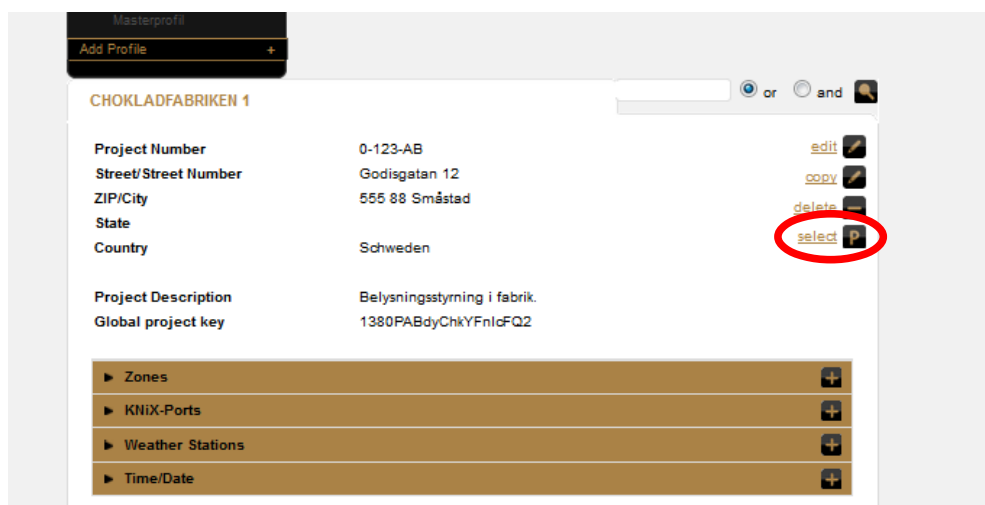 Masterprofil
Add Profile +
CHOKLADFABRIKEN 1
or and
Project Number 0-123-AB edit
Street/Street Number Godisgatan 12 copy
ZIP/City 555 88 Småstad delete
State
select P
Country Schweden
Project Description Belysningsstyrning i fabrik.
Global project key 1380PABdyChkYFnIcFQ2
Zones
KNiX-Ports
Weather Stations
Time/Date